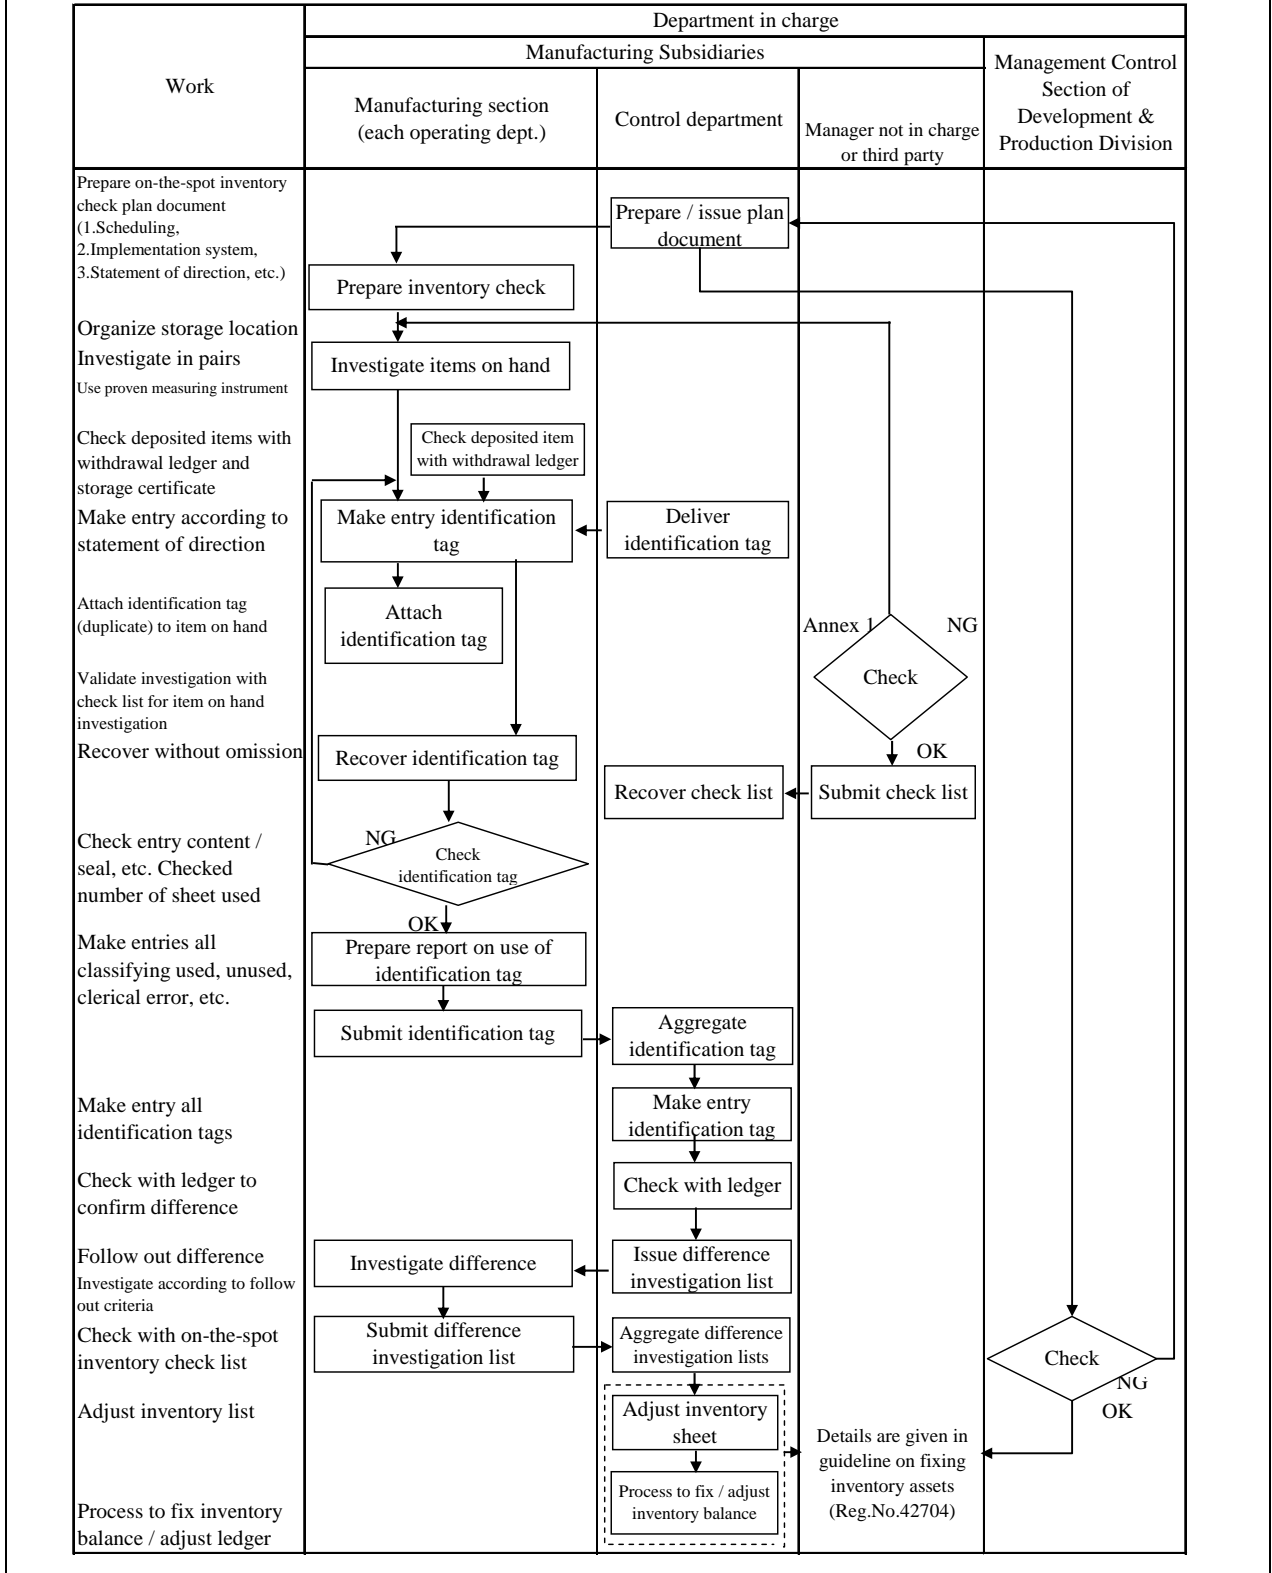 Department in charge
Manufacturing Subsidiaries
Work
Manufacturing section
(each operating dept.)
Control department
Manager not in charge
or third party
Management Control
Section of
Development &
Production Division
Prepare on-the-spot inventory
check plan document
(1.Scheduling,
2.Implementation system,
3.Statement of direction, etc.)
Prepare / issue plan
document
Prepare inventory check
Organize storage location
Investigate in pairs
Use proven measuring instrument
Investigate items on hand
Check deposited items with
withdrawal ledger and
storage certificate
Check deposited item
with withdrawal ledger
Make entry according to
statement of direction
Make entry identification
tag
Deliver
identification tag
Attach identification tag
(duplicate) to item on hand
Attach
identification tag
Annex 1
NG
Check
Validate investigation with
check list for item on hand
investigation
Recover without omission
Recover identification tag
OK
Recover check list
Submit check list
Check entry content /
seal, etc. Checked
number of sheet used
NG
Check
identification tag
OK
Make entries all
classifying used, unused,
clerical error, etc.
Prepare report on use of
identification tag
Submit identification tag
Aggregate
identification tag
Make entry all
identification tags
Make entry
identification tag
Check with ledger to
confirm difference
Check with ledger
Follow out difference
Investigate according to follow
out criteria
Investigate difference
Issue difference
investigation list
Check with on-the-spot
inventory check list
Submit difference
investigation list
Aggregate difference
investigation lists
Check
NG
OK
Adjust inventory list
Adjust inventory
sheet
Details are given in
guideline on fixing
inventory assets
(Reg.No.42704)
Process to fix inventory
balance / adjust ledger
Process to fix / adjust
inventory balance